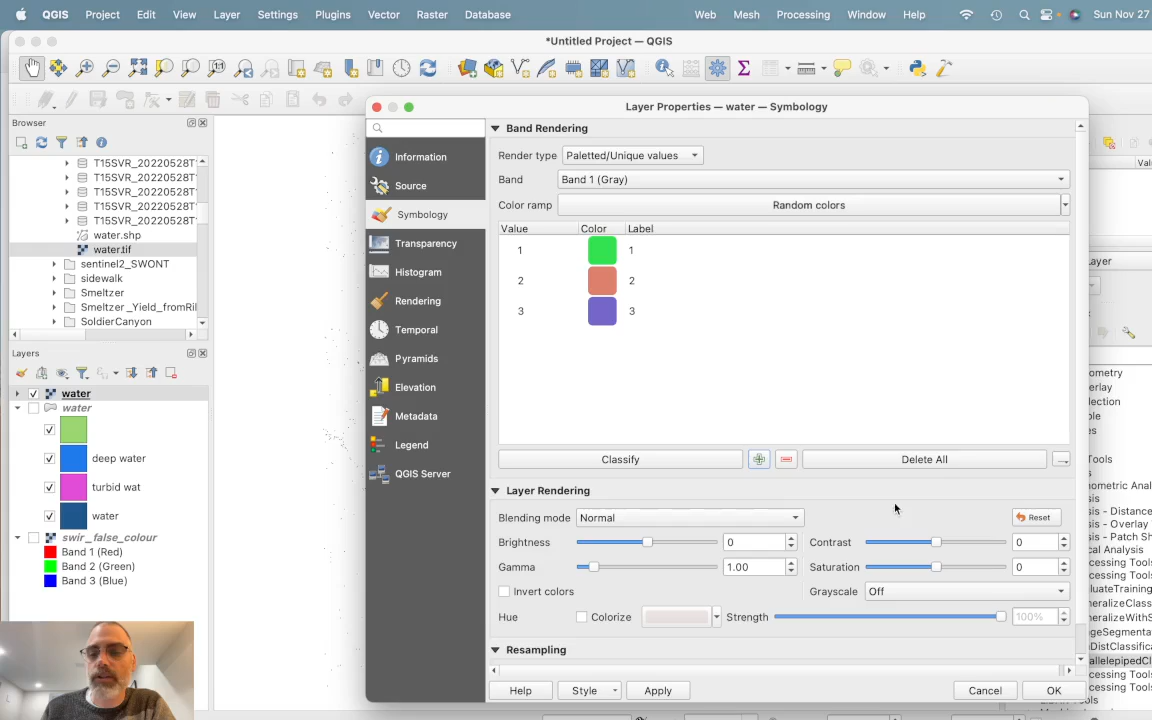 QGIS Project Edit View Layer Settings Plugins Vector Raster Database Web Mesh Processing Window Help Sun Nov 27
*Untitled Project — QGIS
Layer Properties — water — Symbology
Browser
T15SVR_20220528T
T15SVR_20220528T
T15SVR_20220528T
T15SVR_20220528T
T15SVR_20220528T
water.shp
water.tif
sentinel2_SWONT
sidewalk
Smeltzer
Smeltzer_Yield_fromRil
SoldierCanyon
Layers
water
water
deep water
turbid wat
water
swir_false_colour
Band 1 (Red)
Band 2 (Green)
Band 3 (Blue)
Information
Source
Symbology
Transparency
Histogram
Rendering
Temporal
Pyramids
Elevation
Metadata
Legend
QGIS Server
Band Rendering
Render type Paletted/Unique values
Band Band 1 (Gray)
Color ramp Random colors
Value Color Label
1 1
2 2
3 3
Classify Delete All
Layer Rendering
Blending mode Normal Reset
Brightness 0 Contrast 0
Gamma 1.00 Saturation 0
Invert colors Grayscale Off
Hue Colorize Strength 100%
Resampling
Help Style Apply Cancel OK
Val
ayer
ometry
erlay
lection
ble
es
Tools
ometric Anal
sis
sis - Distance
sis - Overlay
sis - Patch Sh
cal Analysis
cessing Tools
cessing Tools
luateTraining
neralizeClass
neralizeWithS
geSegmenta
DistClassifica
allelepipedCl
cessing Tools
cessing Tools